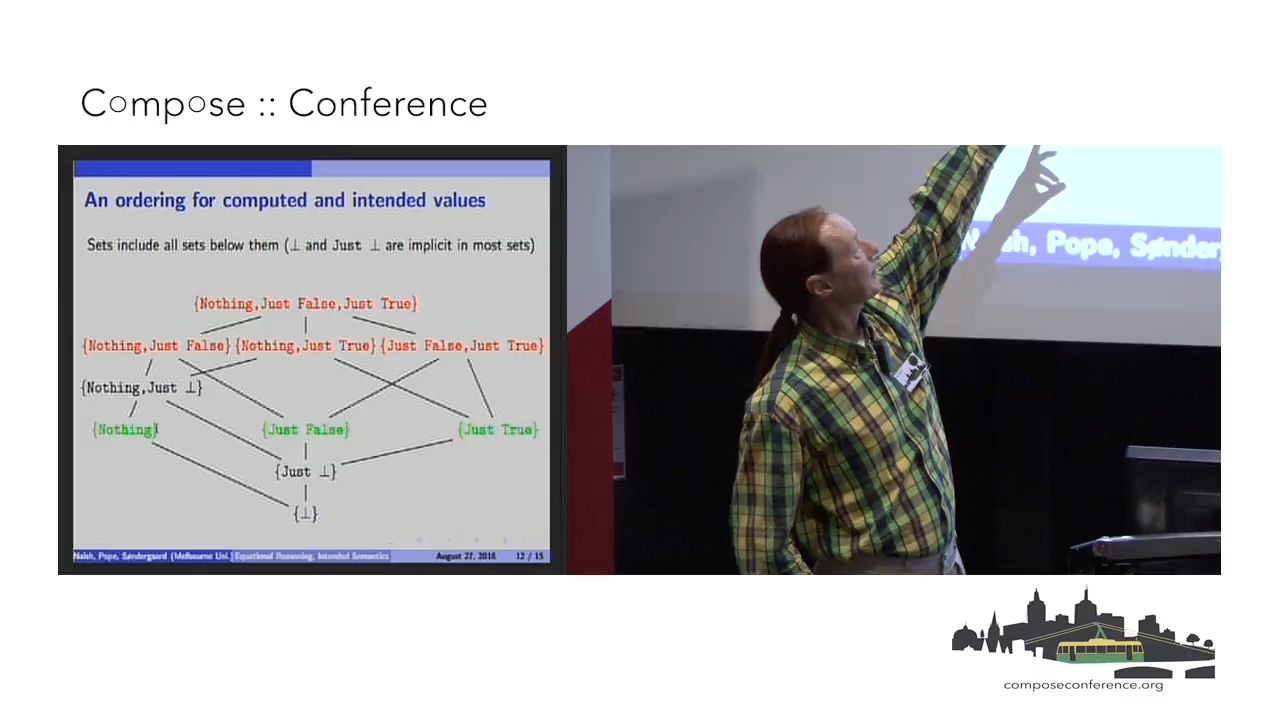 Compose :: Conference
An ordering for computed and intended values
Sets include all sets below them (⊥ and Just ⊥ are implicit in most sets)
{Nothing,Just False,Just True}
{Nothing,Just False} {Nothing,Just True} {Just False,Just True}
{Nothing,Just ⊥}
{Nothing} {Just False} {Just True}
{Just ⊥}
{⊥}
Naish, Pope, Søndergaard (Melbourne Uni.) Equational Reasoning, Intended Semantics August 27, 2016 12 / 15
Naish, Pope, Sønder
composeconference.org